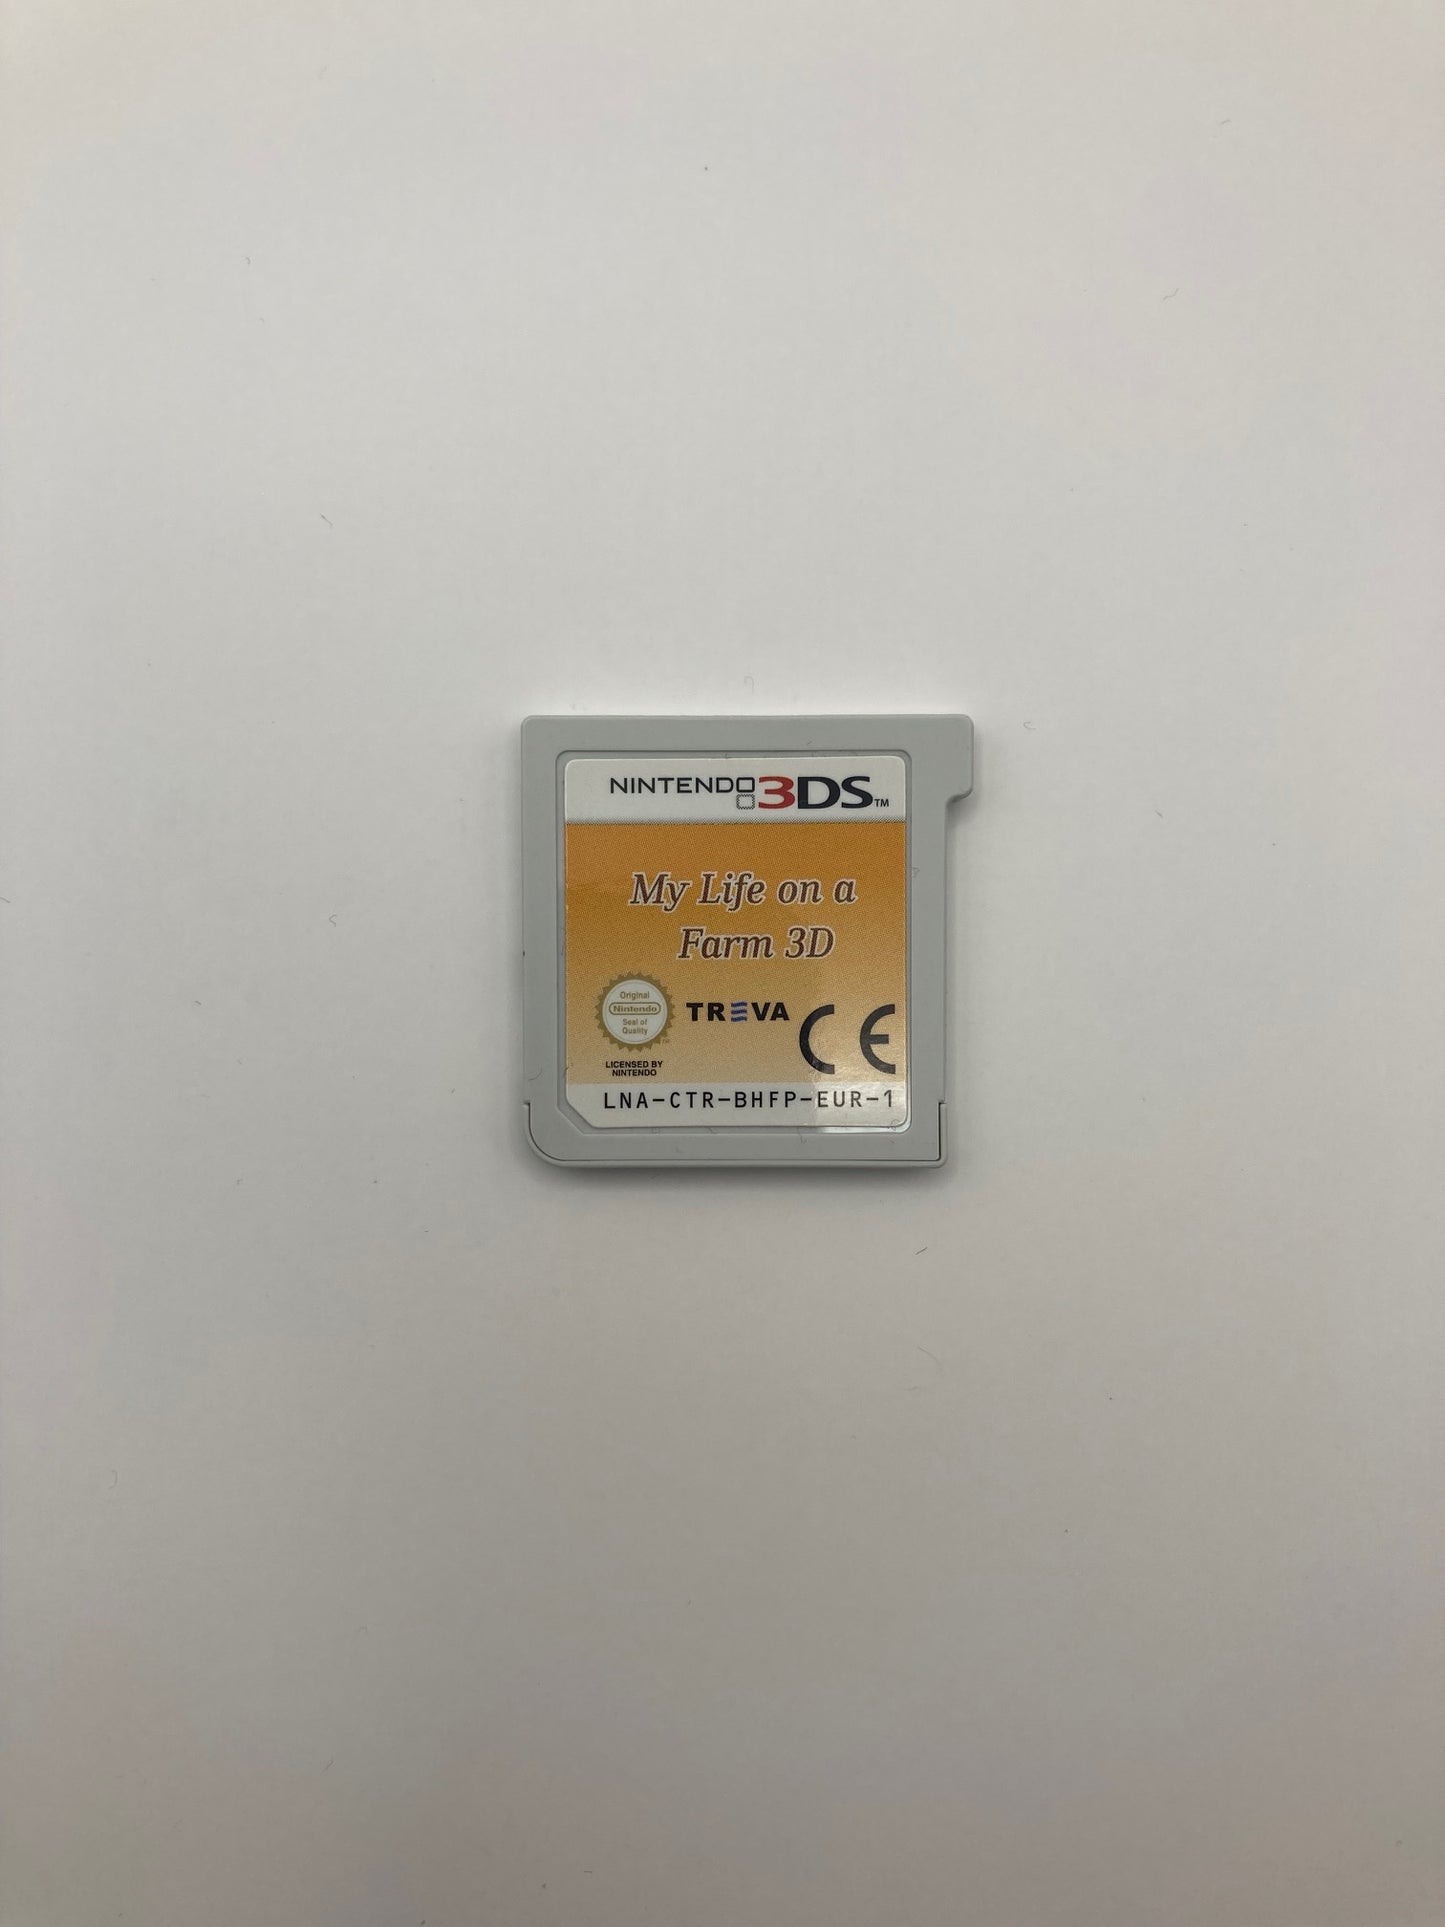 NINTENDO 3DS™
My Life on a
Farm 3D
Original
Nintendo
Seal of
Quality
TREVA
CE
LICENSED BY
NINTENDO
LNA-CTR-BHFP-EUR-1